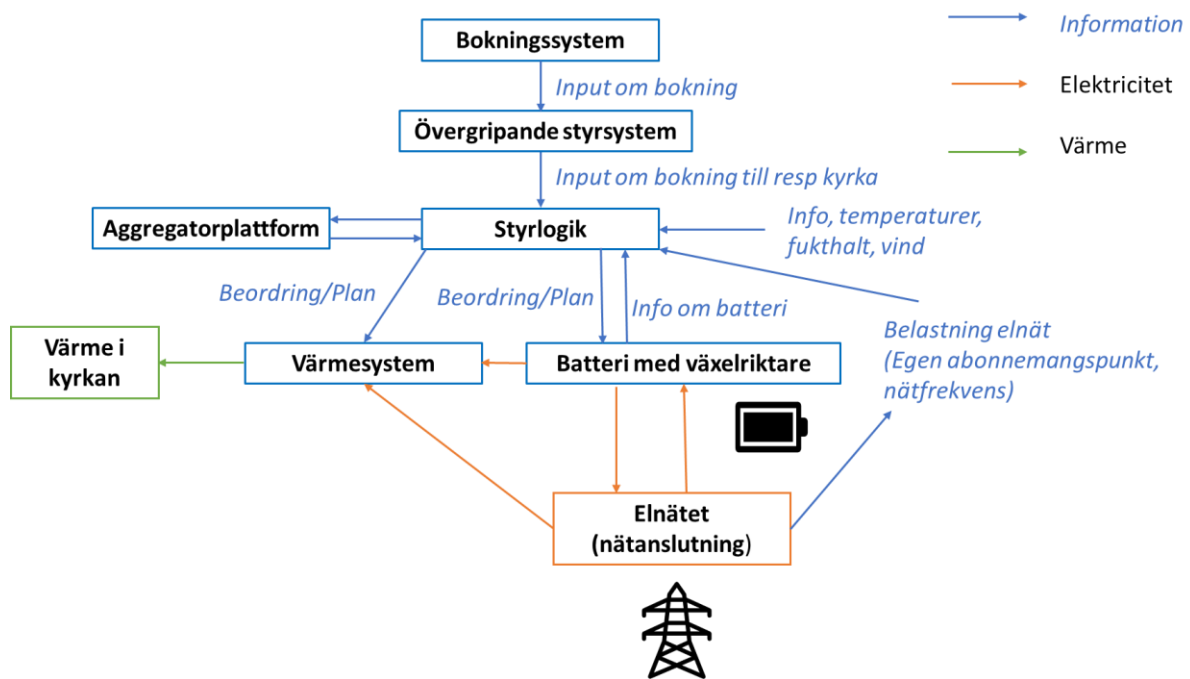 Bokningssystem
Information
Input om bokning
Elektricitet
Övergripande styrsystem
Värme
Input om bokning till resp kyrka
Aggregatorplattform
Styrlogik
Info, temperaturer,
fukthalt, vind
Beordring/Plan
Beordring/Plan
Info om batteri
Belastning elnät
(Egen abonnemangspunkt,
nätfrekvens)
Värme i
kyrkan
Värmesystem
Batteri med växelriktare
Elnätet
(nätanslutning)